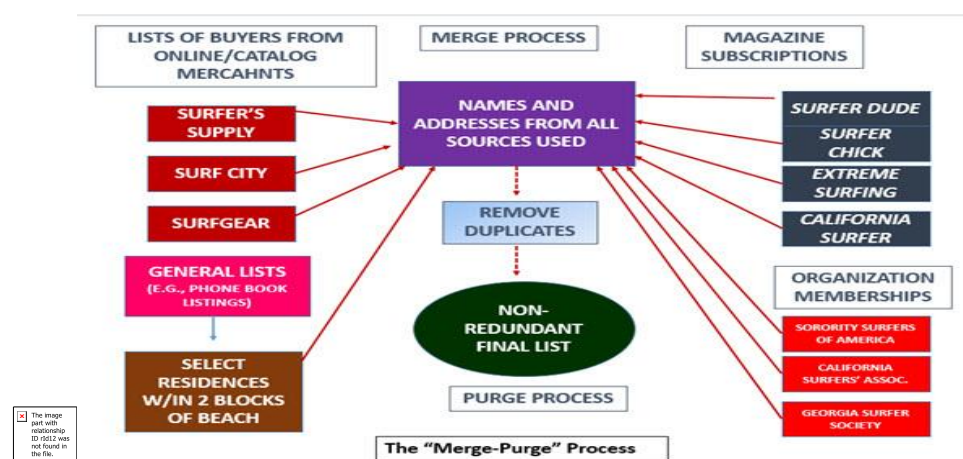 LISTS OF BUYERS FROM
ONLINE/CATALOG
MERCAHNTS
SURFER'S
SUPPLY
SURF CITY
SURFGEAR
GENERAL LISTS
(E.G., PHONE BOOK
LISTINGS)
SELECT
RESIDENCES
W/IN 2 BLOCKS
OF BEACH
MERGE PROCESS
NAMES AND
ADDRESSES FROM ALL
SOURCES USED
REMOVE
DUPLICATES
NON-
REDUNDANT
FINAL LIST
PURGE PROCESS
MAGAZINE
SUBSCRIPTIONS
SURFER DUDE
SURFER
CHICK
EXTREME
SURFING
CALIFORNIA
SURFER
ORGANIZATION
MEMBERSHIPS
SORORITY SURFERS
OF AMERICA
CALIFORNIA
SURFERS' ASSOC.
GEORGIA SURFER
SOCIETY
The "Merge-Purge" Process
The image
part with
relationship
ID rId12 was
not found in
the file.